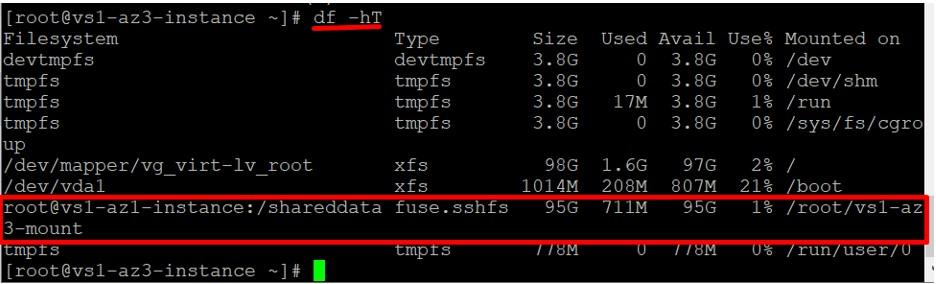 [root@vs1-az3-instance ~]# df -hT
Filesystem Type Size Used Avail Use% Mounted on
devtmpfs devtmpfs 3.8G 0 3.8G 0% /dev
tmpfs tmpfs 3.8G 0 3.8G 0% /dev/shm
tmpfs tmpfs 3.8G 17M 3.8G 1% /run
tmpfs tmpfs 3.8G 0 3.8G 0% /sys/fs/cgro
up
/dev/mapper/vg_virt-lv_root xfs 98G 1.6G 97G 2% /
/dev/vda1 xfs 1014M 208M 807M 21% /boot
root@vs1-az1-instance:/shareddata fuse.sshfs 95G 711M 95G 1% /root/vs1-az
3-mount
tmpfs tmpfs 778M 0 778M 0% /run/user/0
[root@vs1-az3-instance ~]#